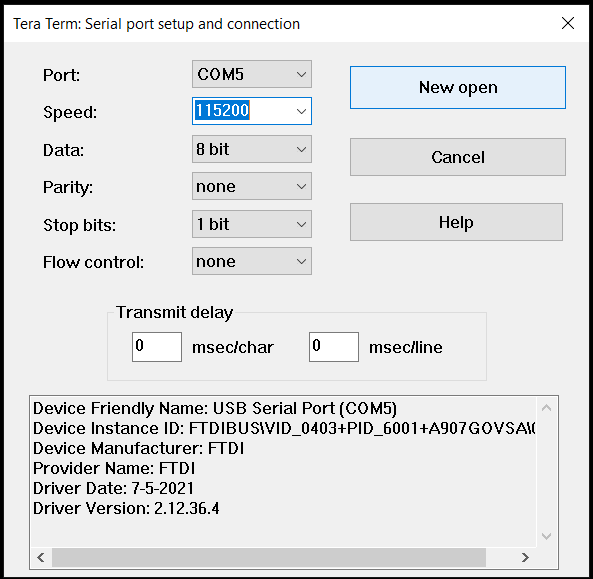 Tera Term: Serial port setup and connection
Port: COM5
New open
Speed: 115200
Data: 8 bit
Cancel
Parity: none
Stop bits: 1 bit
Help
Flow control: none
Transmit delay
0 msec/char 0 msec/line
Device Friendly Name: USB Serial Port (COM5)
Device Instance ID: FTDIBUS\VID_0403+PID_6001+A907GOVSA\
Device Manufacturer: FTDI
Provider Name: FTDI
Driver Date: 7-5-2021
Driver Version: 2.12.36.4